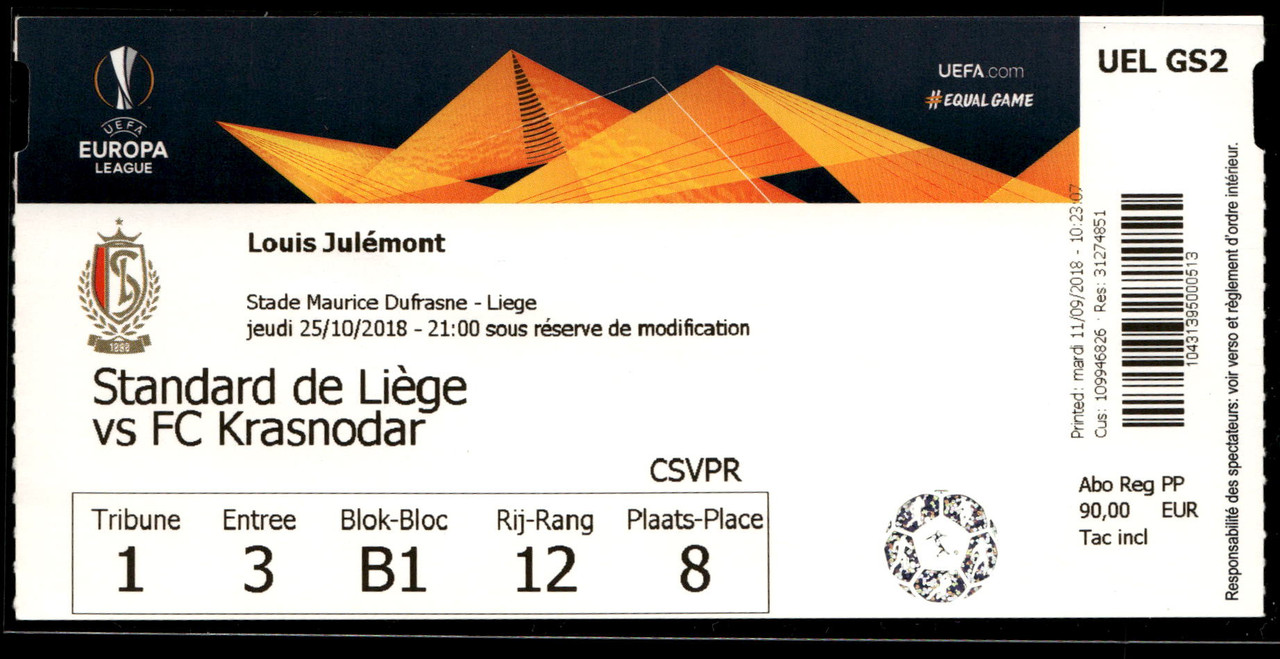 UEFA
EUROPA
LEAGUE
UEFA.com
#EQUALGAME
UEL GS2
1898
Louis Julémont
Stade Maurice Dufrasne - Liege
jeudi 25/10/2018 - 21:00 sous réserve de modification
Standard de Liège
vs FC Krasnodar
CSVPR
Tribune Entree Blok-Bloc Rij-Rang Plaats-Place
1 3 B1 12 8
Printed: mardi 11/09/2018 - 10:23:07
Cus: 109946826 · Res: 31274851
10431395000513
Abo Reg PP
90,00 EUR
Tac incl
Responsabilité des spectateurs: voir verso et règlement d'ordre intérieur.